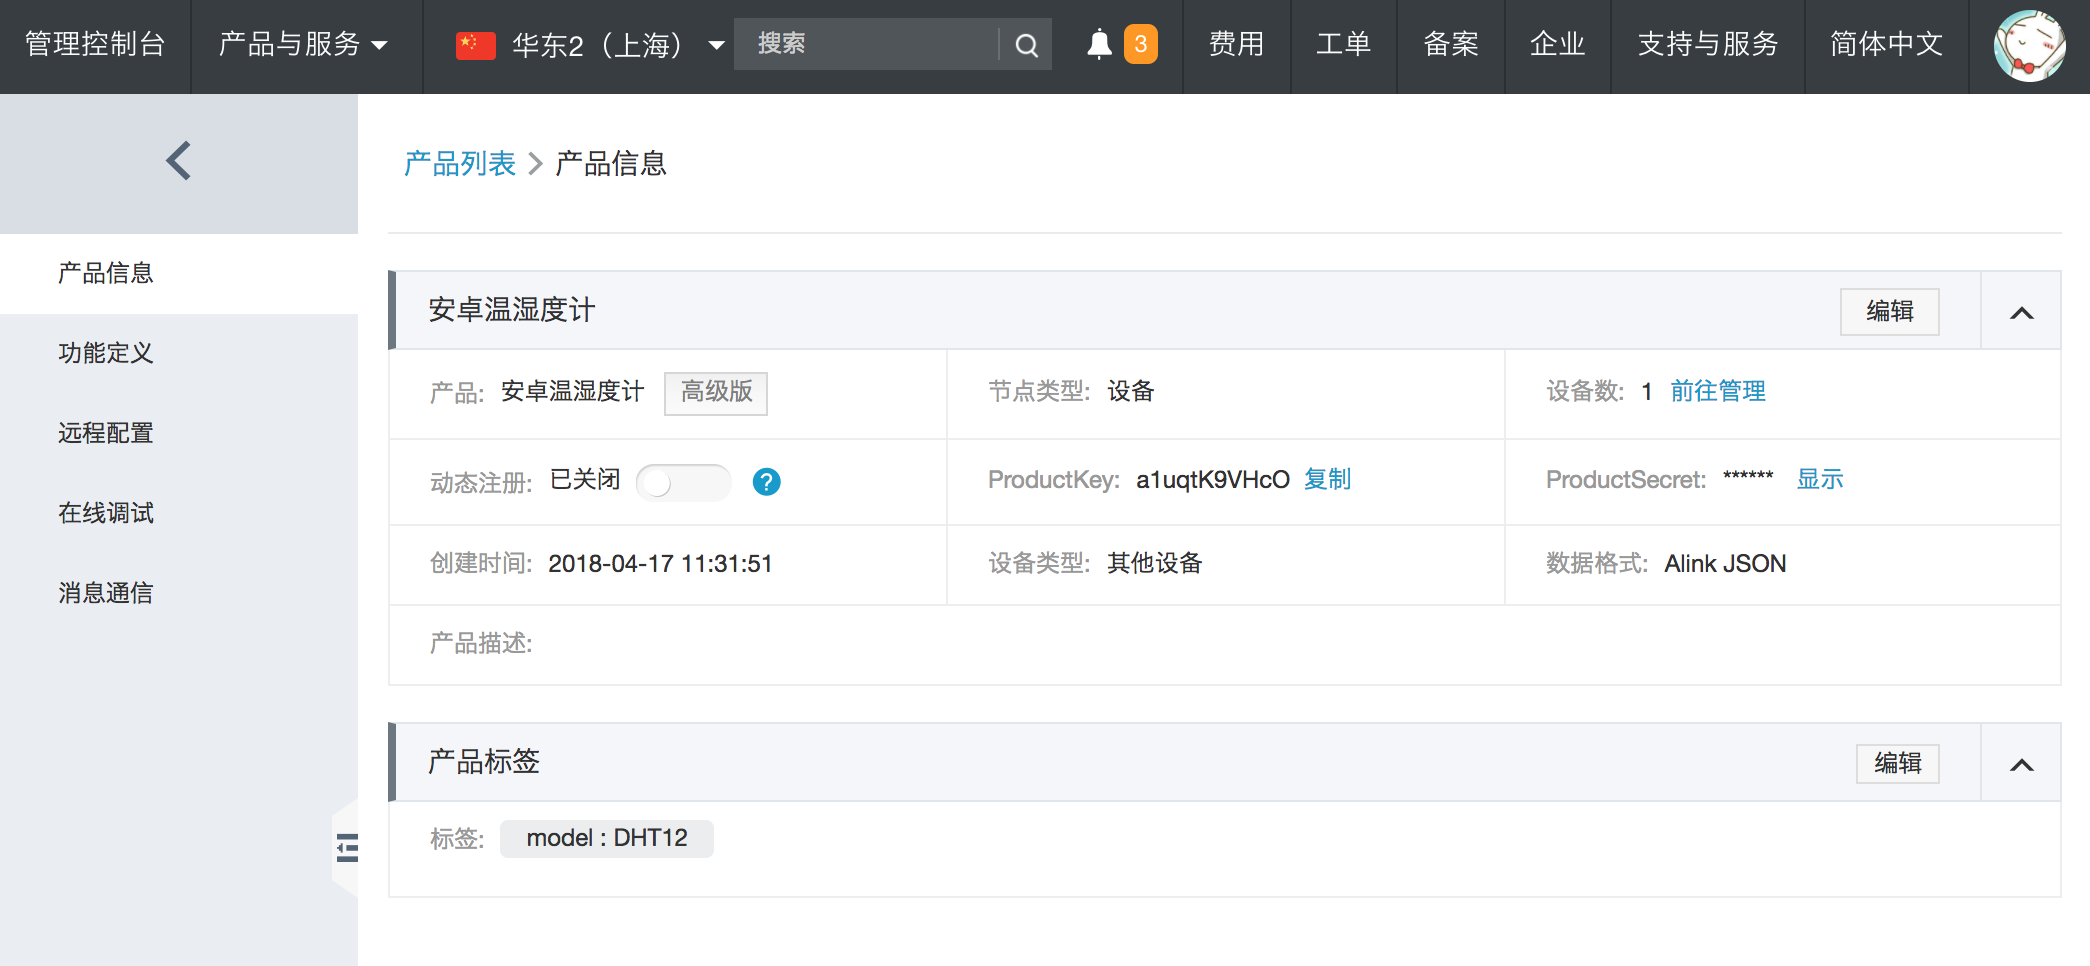 管理控制台 产品与服务 华东2（上海） 搜索 3 费用 工单 备案 企业 支持与服务 简体中文
产品列表 > 产品信息
产品信息
功能定义
远程配置
在线调试
消息通信
安卓温湿度计 编辑
产品: 安卓温湿度计 高级版 节点类型: 设备 设备数: 1 前往管理
动态注册: 已关闭 ? ProductKey: a1uqtK9VHcO 复制 ProductSecret: ****** 显示
创建时间: 2018-04-17 11:31:51 设备类型: 其他设备 数据格式: Alink JSON
产品描述:
产品标签 编辑
标签: model : DHT12